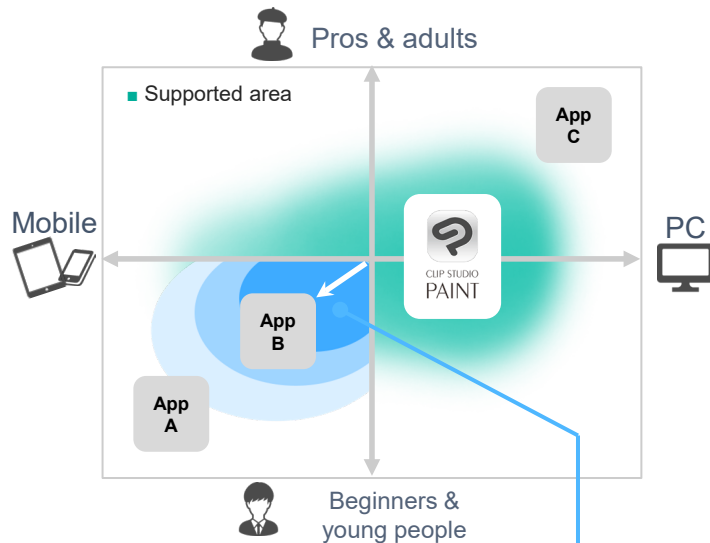 Pros & adults
■ Supported area
App
C
Mobile
PC
CLIP STUDIO
PAINT
App
B
App
A
Beginners &
young people